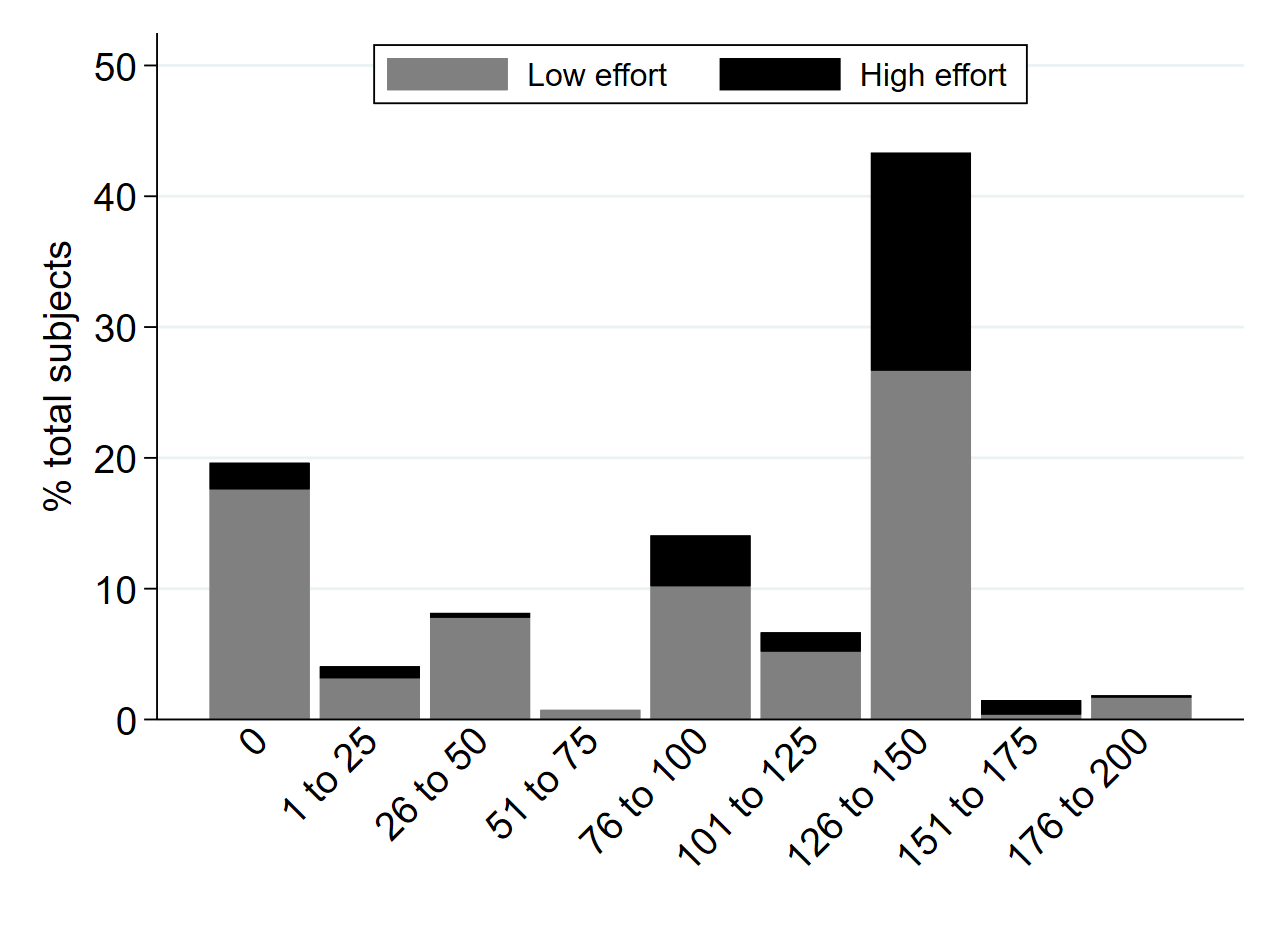 Low effort
High effort
% total subjects
50
40
30
20
10
0
0
1 to 25
26 to 50
51 to 75
76 to 100
101 to 125
126 to 150
151 to 175
176 to 200